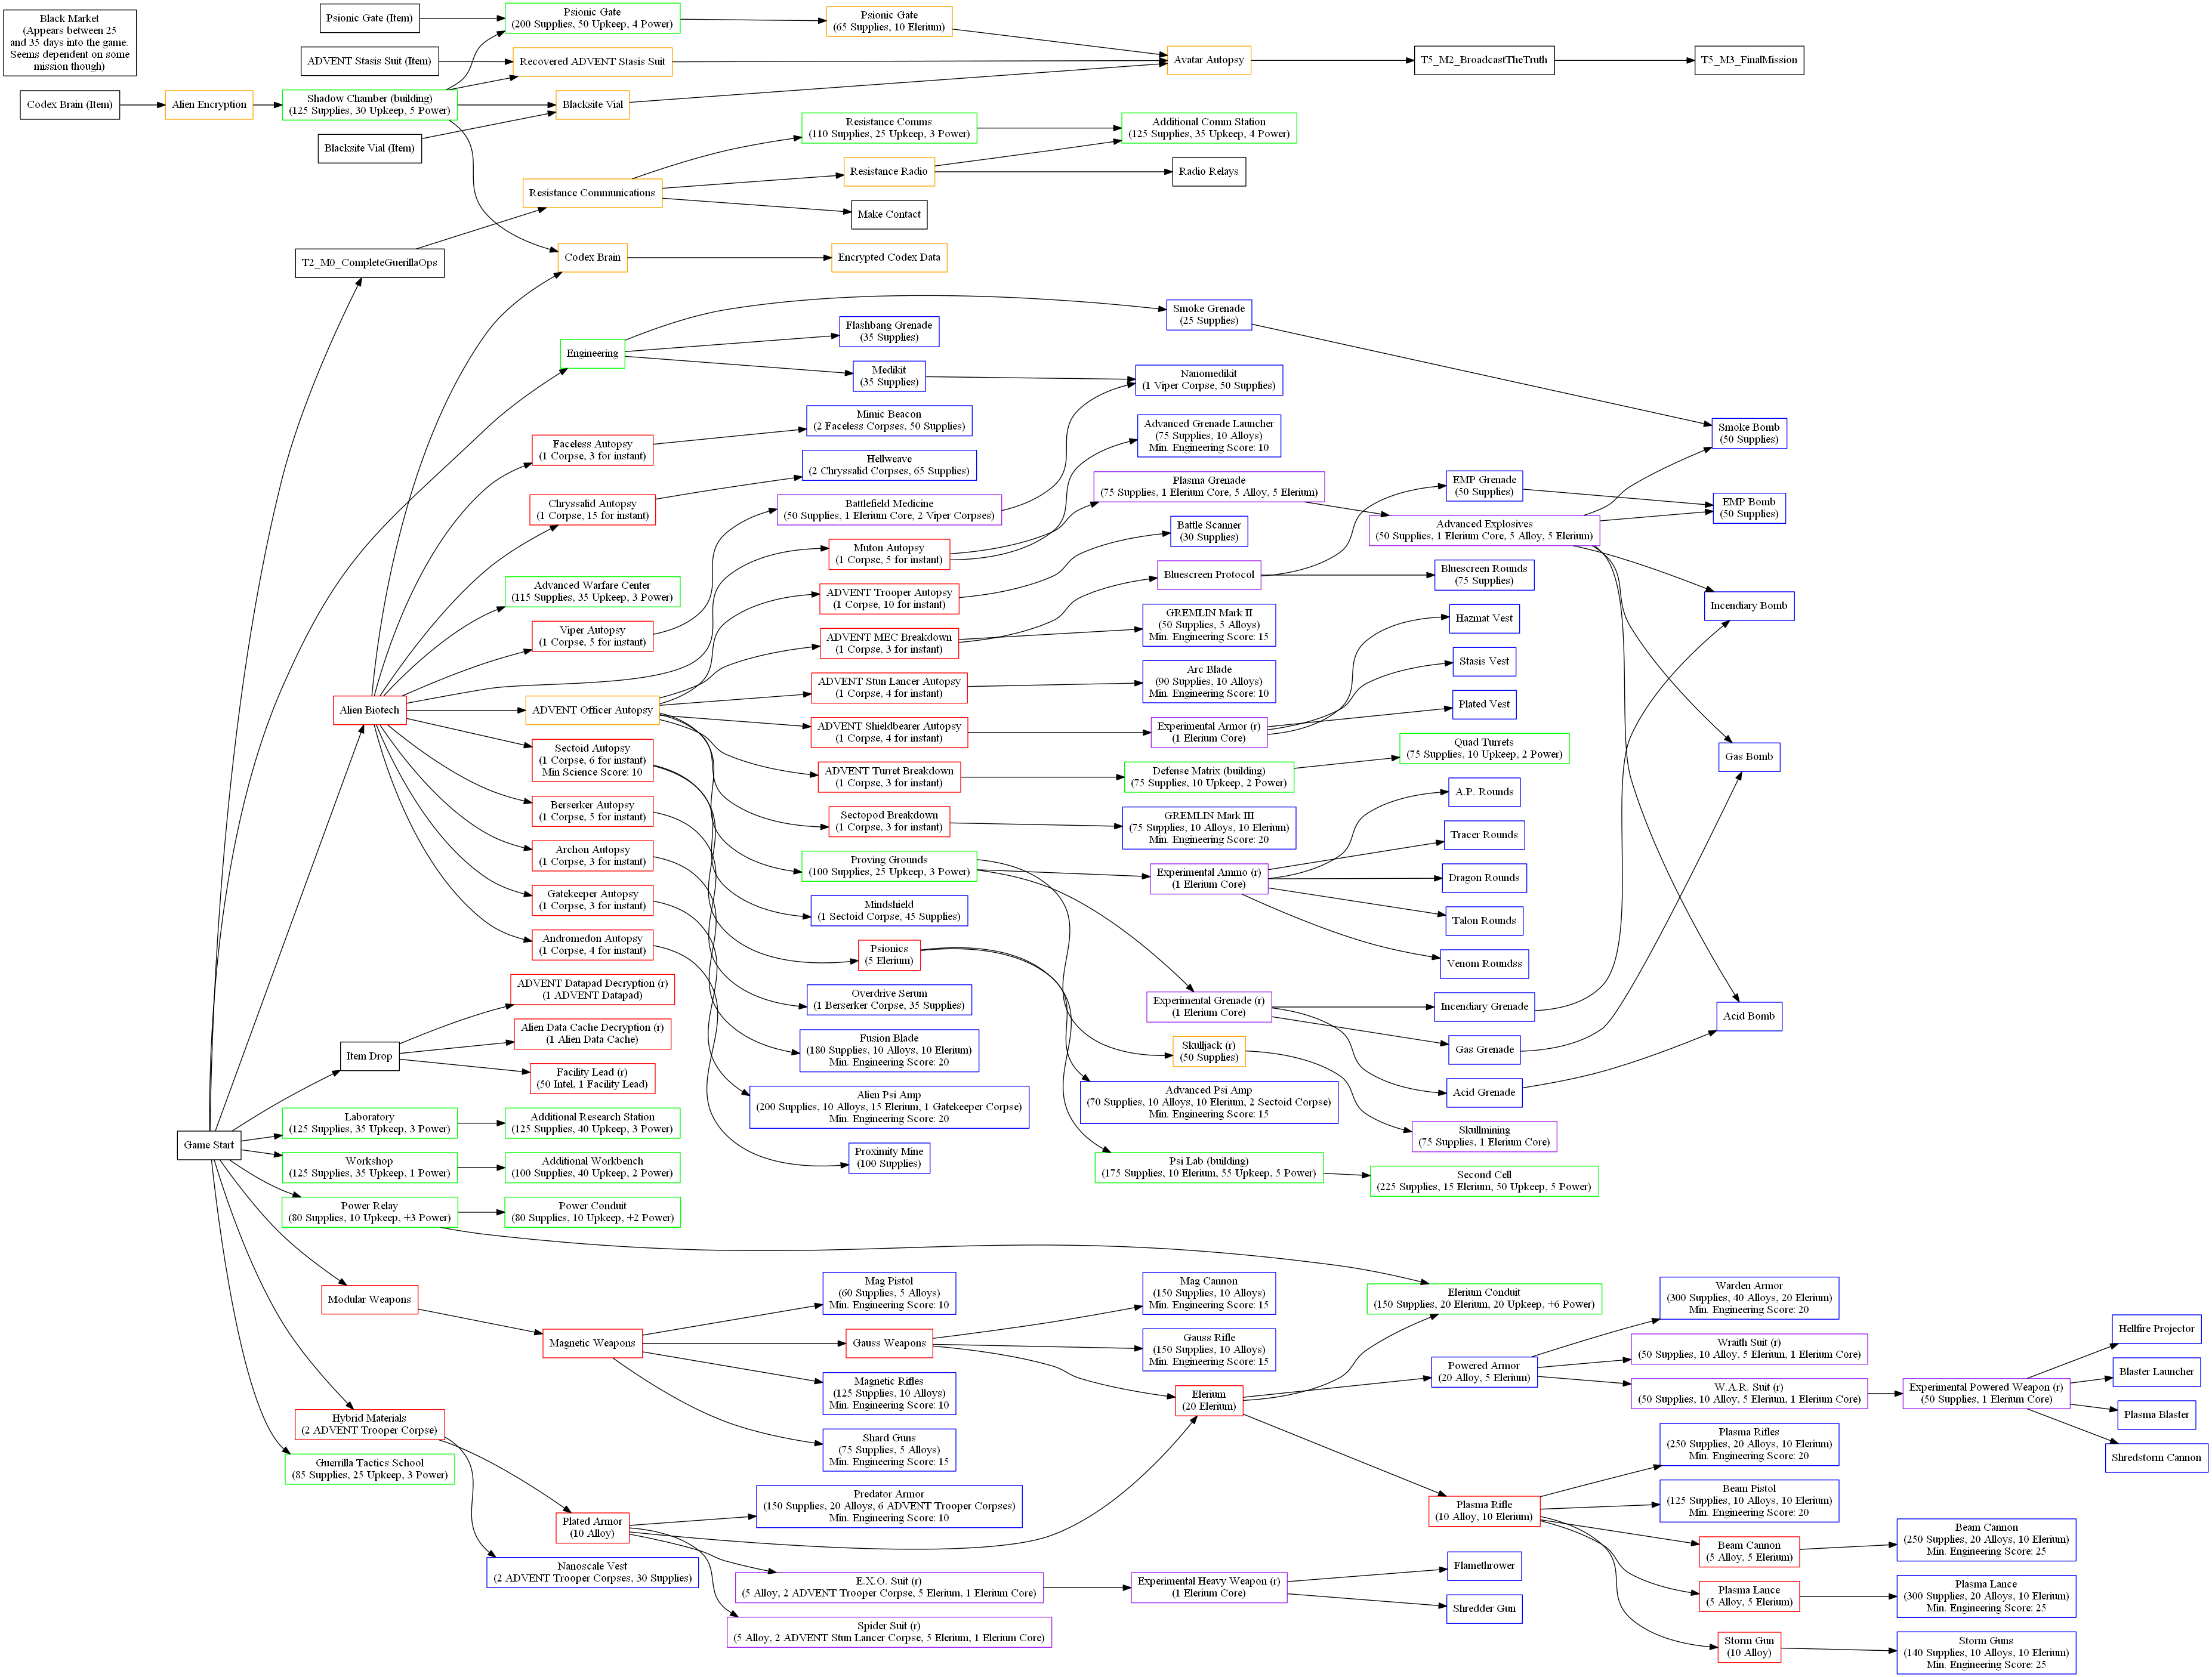 Black Market
(Appears between 25
and 35 days into the game.
Seems dependent on some
mission though)
Psionic Gate (Item)
Psionic Gate
(200 Supplies, 50 Upkeep, 4 Power)
Psionic Gate
(65 Supplies, 10 Elerium)
ADVENT Stasis Suit (Item)
Recovered ADVENT Stasis Suit
Avatar Autopsy
T5_M2_BroadcastTheTruth
T5_M3_FinalMission
Codex Brain (Item)
Alien Encryption
Shadow Chamber (building)
(125 Supplies, 30 Upkeep, 5 Power)
Blacksite Vial
Blacksite Vial (Item)
Resistance Comms
(110 Supplies, 25 Upkeep, 3 Power)
Additional Comm Station
(125 Supplies, 35 Upkeep, 4 Power)
Resistance Radio
Radio Relays
Resistance Communications
Make Contact
T2_M0_CompleteGuerillaOps
Codex Brain
Encrypted Codex Data
Engineering
Smoke Grenade
(25 Supplies)
Flashbang Grenade
(35 Supplies)
Medikit
(35 Supplies)
Nanomedikit
(1 Viper Corpse, 50 Supplies)
Mimic Beacon
(2 Faceless Corpses, 50 Supplies)
Advanced Grenade Launcher
(75 Supplies, 10 Alloys)
Min. Engineering Score: 10
Smoke Bomb
(50 Supplies)
Faceless Autopsy
(1 Corpse, 3 for instant)
Hellweave
(2 Chryssalid Corpses, 65 Supplies)
Plasma Grenade
(75 Supplies, 1 Elerium Core, 5 Alloy, 5 Elerium)
EMP Grenade
(50 Supplies)
EMP Bomb
(50 Supplies)
Chryssalid Autopsy
(1 Corpse, 15 for instant)
Battlefield Medicine
(50 Supplies, 1 Elerium Core, 2 Viper Corpses)
Battle Scanner
(30 Supplies)
Advanced Explosives
(50 Supplies, 1 Elerium Core, 5 Alloy, 5 Elerium)
Muton Autopsy
(1 Corpse, 5 for instant)
Bluescreen Protocol
Bluescreen Rounds
(75 Supplies)
Advanced Warfare Center
(115 Supplies, 35 Upkeep, 3 Power)
ADVENT Trooper Autopsy
(1 Corpse, 10 for instant)
Incendiary Bomb
Viper Autopsy
(1 Corpse, 5 for instant)
ADVENT MEC Breakdown
(1 Corpse, 3 for instant)
GREMLIN Mark II
(50 Supplies, 5 Alloys)
Min. Engineering Score: 15
Hazmat Vest
Stasis Vest
Alien Biotech
ADVENT Officer Autopsy
ADVENT Stun Lancer Autopsy
(1 Corpse, 4 for instant)
Arc Blade
(90 Supplies, 10 Alloys)
Min. Engineering Score: 10
Plated Vest
ADVENT Shieldbearer Autopsy
(1 Corpse, 4 for instant)
Experimental Armor (r)
(1 Elerium Core)
Sectoid Autopsy
(1 Corpse, 6 for instant)
Min Science Score: 10
Quad Turrets
(75 Supplies, 10 Upkeep, 2 Power)
Gas Bomb
ADVENT Turret Breakdown
(1 Corpse, 3 for instant)
Defense Matrix (building)
(75 Supplies, 10 Upkeep, 2 Power)
A.P. Rounds
Berserker Autopsy
(1 Corpse, 5 for instant)
Sectopod Breakdown
(1 Corpse, 3 for instant)
GREMLIN Mark III
(75 Supplies, 10 Alloys, 10 Elerium)
Min. Engineering Score: 20
Tracer Rounds
Archon Autopsy
(1 Corpse, 3 for instant)
Proving Grounds
(100 Supplies, 25 Upkeep, 3 Power)
Experimental Ammo (r)
(1 Elerium Core)
Dragon Rounds
Gatekeeper Autopsy
(1 Corpse, 3 for instant)
Mindshield
(1 Sectoid Corpse, 45 Supplies)
Talon Rounds
Andromedon Autopsy
(1 Corpse, 4 for instant)
Psionics
(5 Elerium)
Venom Roundss
ADVENT Datapad Decryption (r)
(1 ADVENT Datapad)
Overdrive Serum
(1 Berserker Corpse, 35 Supplies)
Experimental Grenade (r)
(1 Elerium Core)
Incendiary Grenade
Acid Bomb
Alien Data Cache Decryption (r)
(1 Alien Data Cache)
Item Drop
Fusion Blade
(180 Supplies, 10 Alloys, 10 Elerium)
Min. Engineering Score: 20
Skulljack (r)
(50 Supplies)
Gas Grenade
Facility Lead (r)
(50 Intel, 1 Facility Lead)
Alien Psi Amp
(200 Supplies, 10 Alloys, 15 Elerium, 1 Gatekeeper Corpse)
Min. Engineering Score: 20
Advanced Psi Amp
(70 Supplies, 10 Alloys, 10 Elerium, 2 Sectoid Corpse)
Min. Engineering Score: 15
Acid Grenade
Laboratory
(125 Supplies, 35 Upkeep, 3 Power)
Additional Research Station
(125 Supplies, 40 Upkeep, 3 Power)
Skullmining
(75 Supplies, 1 Elerium Core)
Game Start
Workshop
(125 Supplies, 35 Upkeep, 1 Power)
Additional Workbench
(100 Supplies, 40 Upkeep, 2 Power)
Proximity Mine
(100 Supplies)
Psi Lab (building)
(175 Supplies, 10 Elerium, 55 Upkeep, 5 Power)
Second Cell
(225 Supplies, 15 Elerium, 50 Upkeep, 5 Power)
Power Relay
(80 Supplies, 10 Upkeep, +3 Power)
Power Conduit
(80 Supplies, 10 Upkeep, +2 Power)
Modular Weapons
Mag Pistol
(60 Supplies, 5 Alloys)
Min. Engineering Score: 10
Mag Cannon
(150 Supplies, 10 Alloys)
Min. Engineering Score: 15
Elerium Conduit
(150 Supplies, 20 Elerium, 20 Upkeep, +6 Power)
Warden Armor
(300 Supplies, 40 Alloys, 20 Elerium)
Min. Engineering Score: 20
Magnetic Weapons
Gauss Weapons
Gauss Rifle
(150 Supplies, 10 Alloys)
Min. Engineering Score: 15
Wraith Suit (r)
(50 Supplies, 10 Alloy, 5 Elerium, 1 Elerium Core)
Hellfire Projector
Powered Armor
(20 Alloy, 5 Elerium)
Blaster Launcher
Magnetic Rifles
(125 Supplies, 10 Alloys)
Min. Engineering Score: 10
Elerium
(20 Elerium)
W.A.R. Suit (r)
(50 Supplies, 10 Alloy, 5 Elerium, 1 Elerium Core)
Experimental Powered Weapon (r)
(50 Supplies, 1 Elerium Core)
Plasma Blaster
Hybrid Materials
(2 ADVENT Trooper Corpse)
Shard Guns
(75 Supplies, 5 Alloys)
Min. Engineering Score: 15
Plasma Rifles
(250 Supplies, 20 Alloys, 10 Elerium)
Min. Engineering Score: 20
Shredstorm Cannon
Guerrilla Tactics School
(85 Supplies, 25 Upkeep, 3 Power)
Predator Armor
(150 Supplies, 20 Alloys, 6 ADVENT Trooper Corpses)
Min. Engineering Score: 10
Plasma Rifle
(10 Alloy, 10 Elerium)
Beam Pistol
(125 Supplies, 10 Alloys, 10 Elerium)
Min. Engineering Score: 20
Plated Armor
(10 Alloy)
Beam Cannon
(5 Alloy, 5 Elerium)
Beam Cannon
(250 Supplies, 20 Alloys, 10 Elerium)
Min. Engineering Score: 25
Nanoscale Vest
(2 ADVENT Trooper Corpses, 30 Supplies)
Flamethrower
E.X.O. Suit (r)
(5 Alloy, 2 ADVENT Trooper Corpse, 5 Elerium, 1 Elerium Core)
Experimental Heavy Weapon (r)
(1 Elerium Core)
Plasma Lance
(5 Alloy, 5 Elerium)
Plasma Lance
(300 Supplies, 20 Alloys, 10 Elerium)
Min. Engineering Score: 25
Shredder Gun
Spider Suit (r)
(5 Alloy, 2 ADVENT Stun Lancer Corpse, 5 Elerium, 1 Elerium Core)
Storm Gun
(10 Alloy)
Storm Guns
(140 Supplies, 10 Alloys, 10 Elerium)
Min. Engineering Score: 25